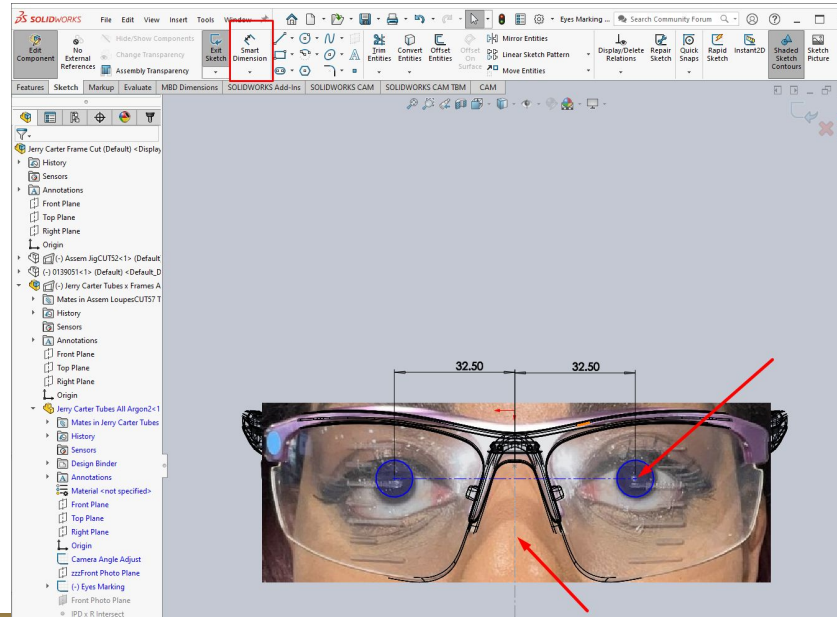 SOLIDWORKS File Edit View Insert Tools Window Eyes Marking ... Search Community Forum
Edit Component
No External References
Hide/Show Components
Change Transparency
Assembly Transparency
Exit Sketch
Smart Dimension
Trim Entities
Convert Entities
Offset Entities
Offset On Surface
Mirror Entities
Linear Sketch Pattern
Move Entities
Display/Delete Relations
Repair Sketch
Quick Snaps
Rapid Sketch
Instant2D
Shaded Sketch Contours
Sketch Picture
Features Sketch Markup Evaluate MBD Dimensions SOLIDWORKS Add-Ins SOLIDWORKS CAM SOLIDWORKS CAM TBM CAM
Jerry Carter Frame Cut (Default) <Display
History
Sensors
Annotations
Front Plane
Top Plane
Right Plane
Origin
(-) Assem JigCUT52<1> (Default
(-) 0139051<1> (Default) <Default_D
(-) Jerry Carter Tubes x Frames A
Mates in Assem LoupesCUT57 T
History
Sensors
Annotations
Front Plane
Top Plane
Right Plane
Origin
Jerry Carter Tubes All Argon2<1
Mates in Jerry Carter Tubes
History
Sensors
Design Binder
Annotations
Material <not specified>
Front Plane
Top Plane
Right Plane
Origin
Camera Angle Adjust
zzzFront Photo Plane
(-) Eyes Marking
Front Photo Plane
IPD x R Intersect
32.50 32.50